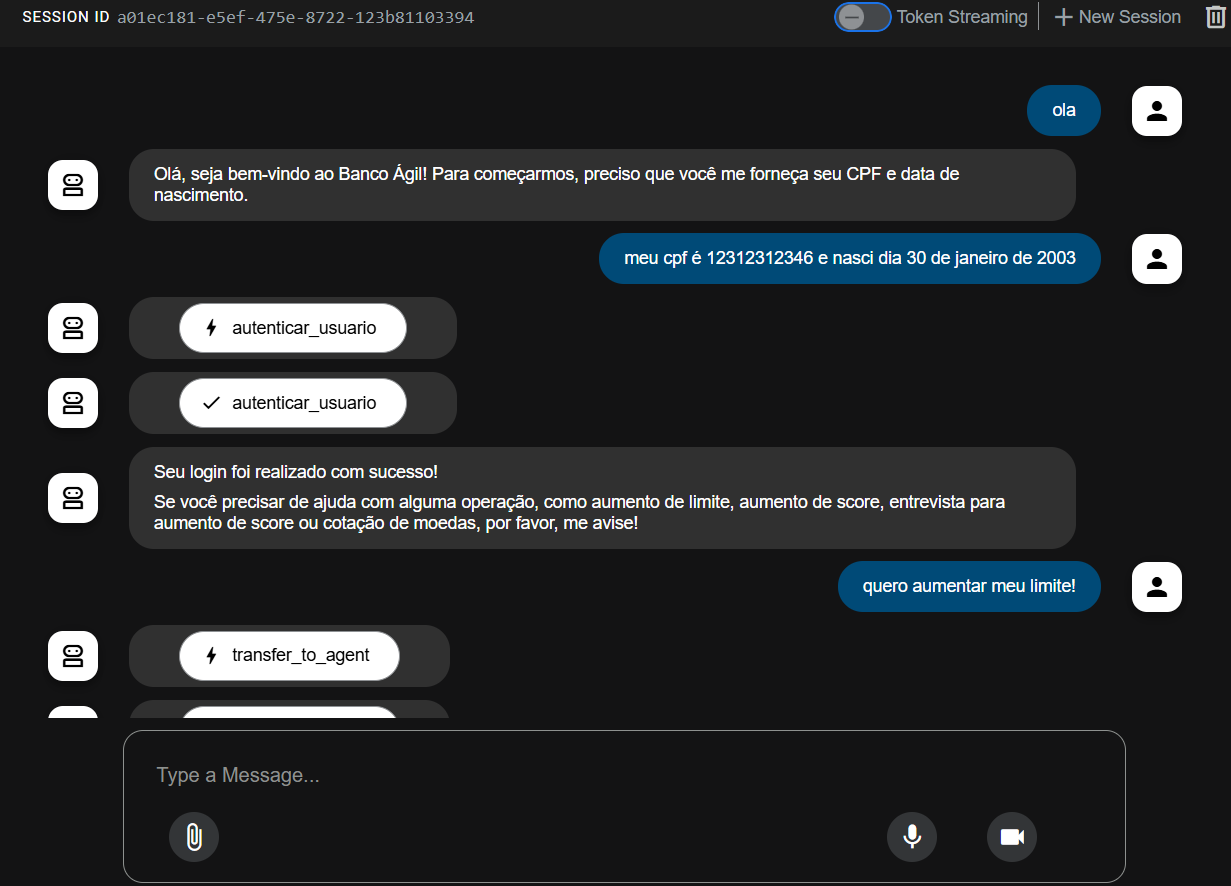 SESSION ID a01ec181-e5ef-475e-8722-123b81103394 Token Streaming New Session
ola
Olá, seja bem-vindo ao Banco Ágil! Para começarmos, preciso que você me forneça seu CPF e data de
nascimento.
meu cpf é 12312312346 e nasci dia 30 de janeiro de 2003
autenticar_usuario
autenticar_usuario
Seu login foi realizado com sucesso!
Se você precisar de ajuda com alguma operação, como aumento de limite, aumento de score, entrevista para
aumento de score ou cotação de moedas, por favor, me avise!
quero aumentar meu limite!
transfer_to_agent
Type a Message...